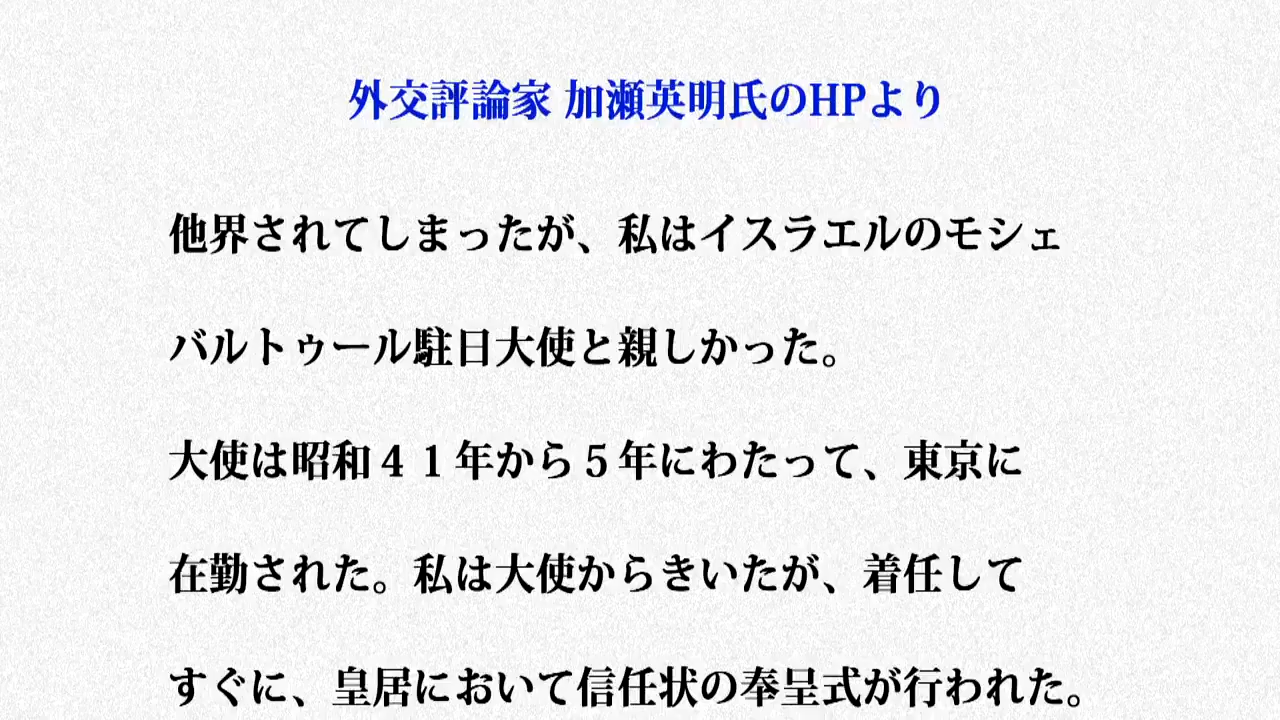 外交評論家 加瀬英明氏のHPより
他界されてしまったが、私はイスラエルのモシェ
バルトゥール駐日大使と親しかった。
大使は昭和４１年から５年にわたって、東京に
在勤された。私は大使からきいたが、着任して
すぐに、皇居において信任状の奉呈式が行われた。